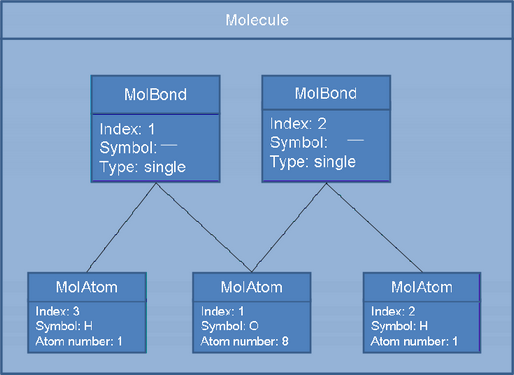 Molecule
MolBond
Index: 1
Symbol: —
Type: single
MolBond
Index: 2
Symbol: —
Type: single
MolAtom
Index: 3
Symbol: H
Atom number: 1
MolAtom
Index: 1
Symbol: O
Atom number: 8
MolAtom
Index: 2
Symbol: H
Atom number: 1